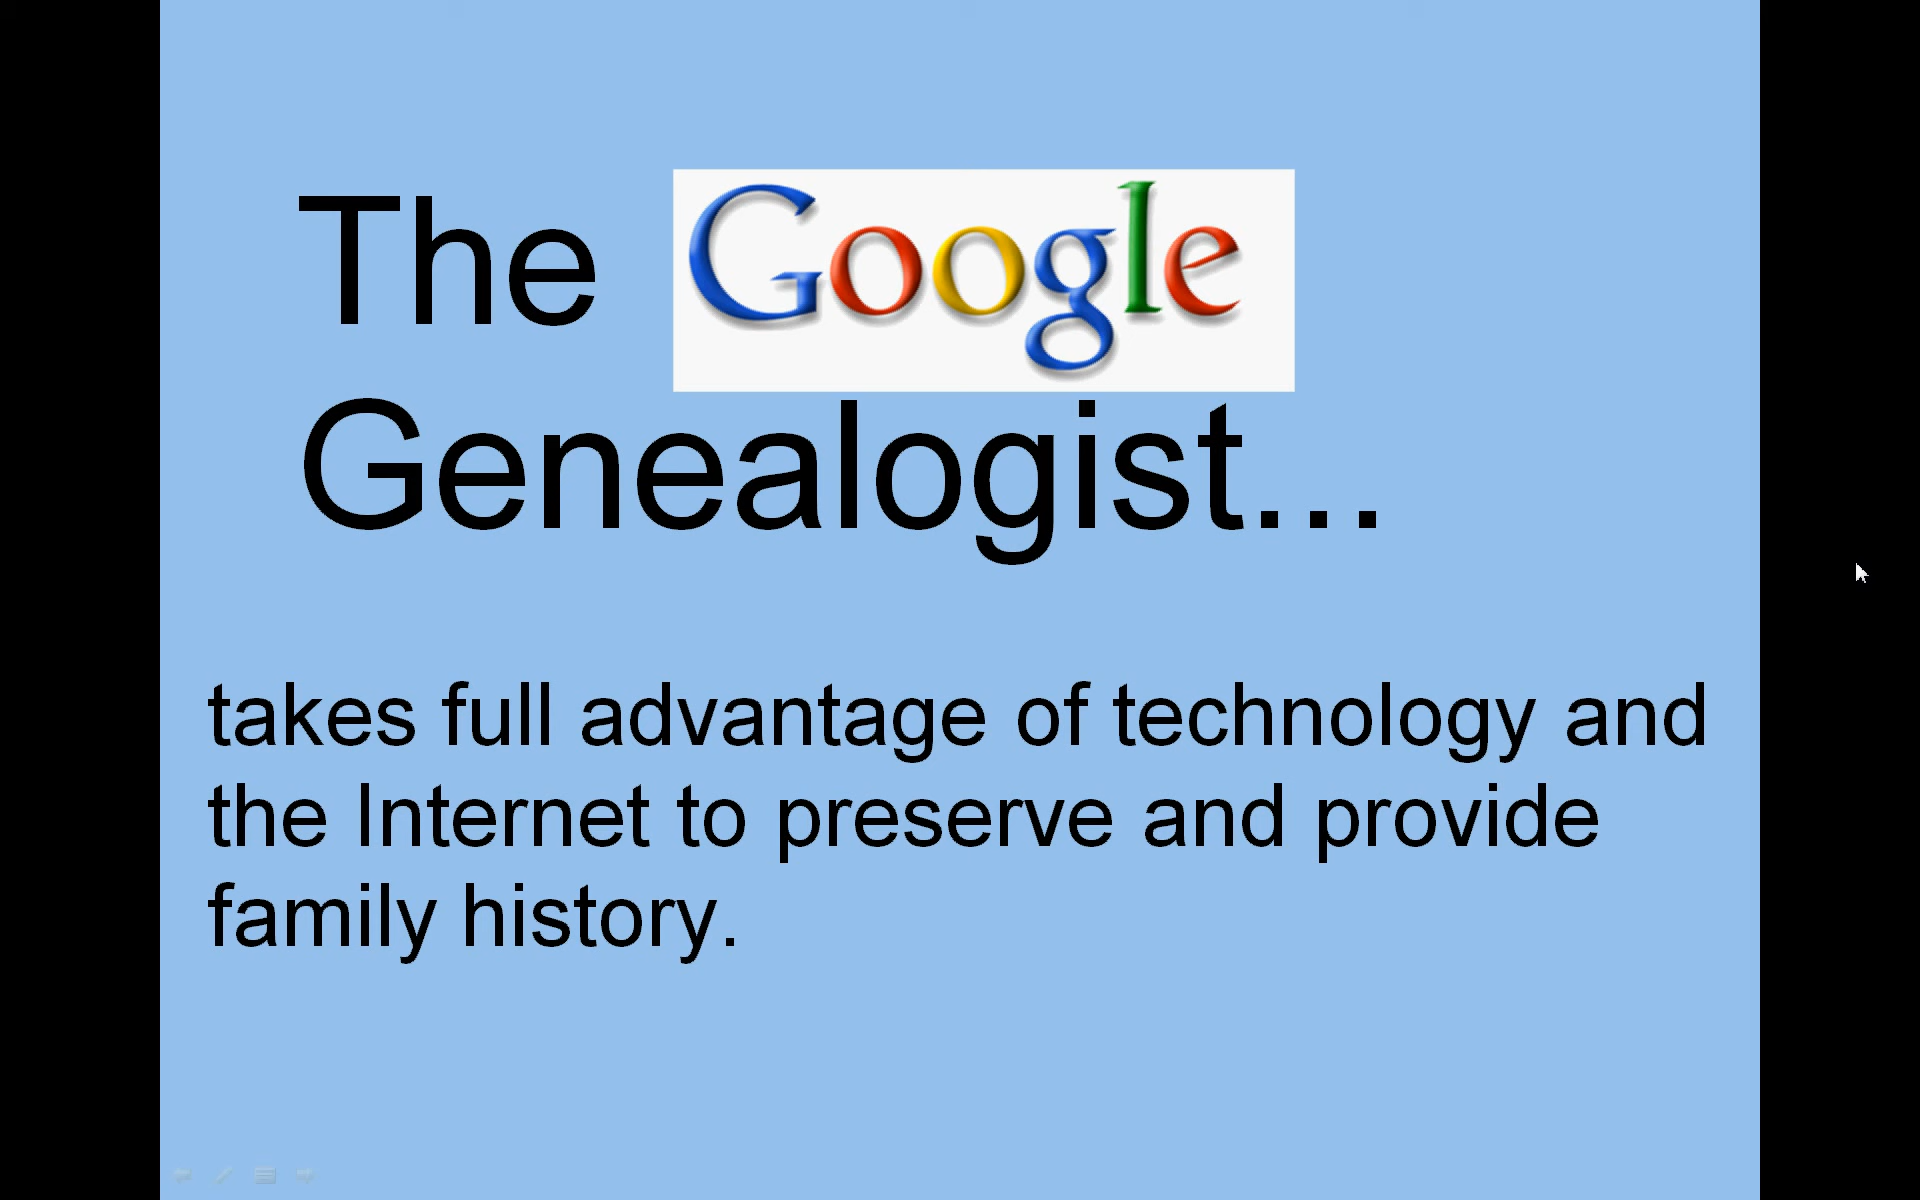 The Google
Genealogist...
takes full advantage of technology and
the Internet to preserve and provide
family history.